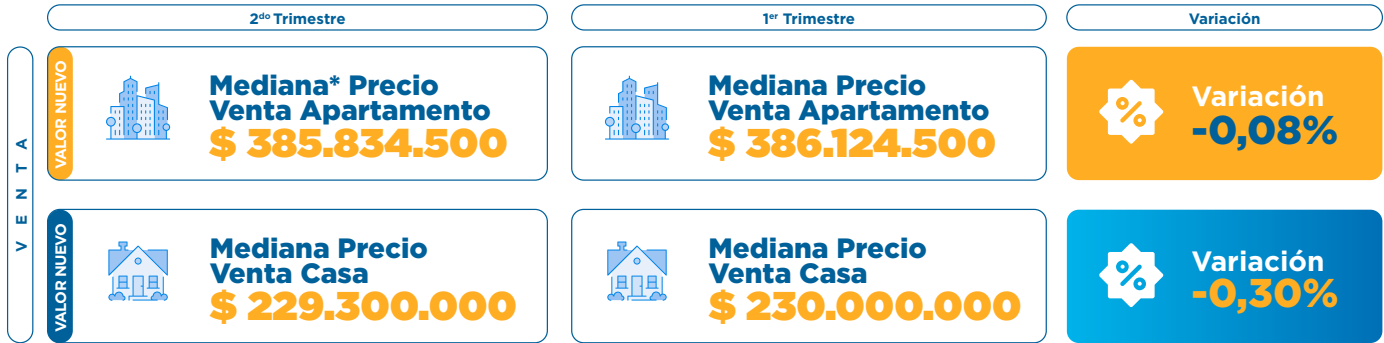 2do Trimestre
1er Trimestre
Variación
VENTA
VALOR NUEVO
Mediana* Precio
Venta Apartamento
$ 385.834.500
Mediana Precio
Venta Apartamento
$ 386.124.500
%
Variación
-0,08%
VALOR NUEVO
Mediana Precio
Venta Casa
$ 229.300.000
Mediana Precio
Venta Casa
$ 230.000.000
%
Variación
-0,30%